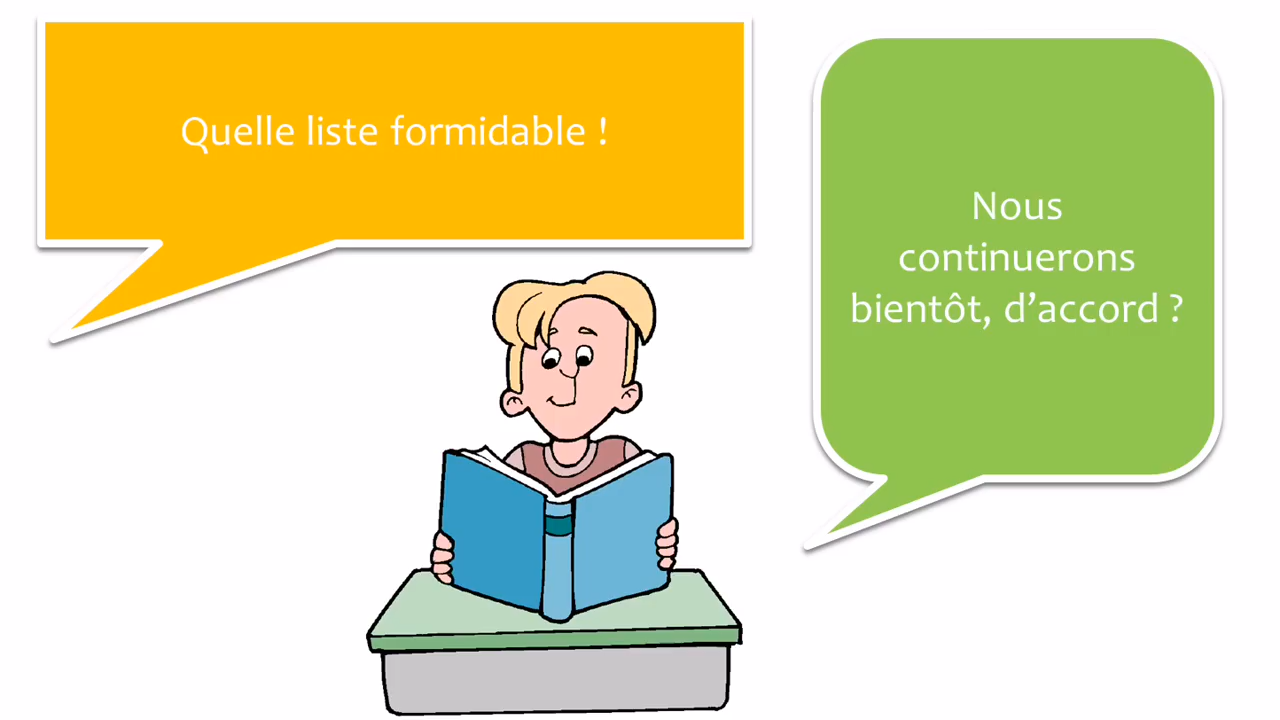 Quelle liste formidable !
Nous
continuerons
bientôt, d’accord ?